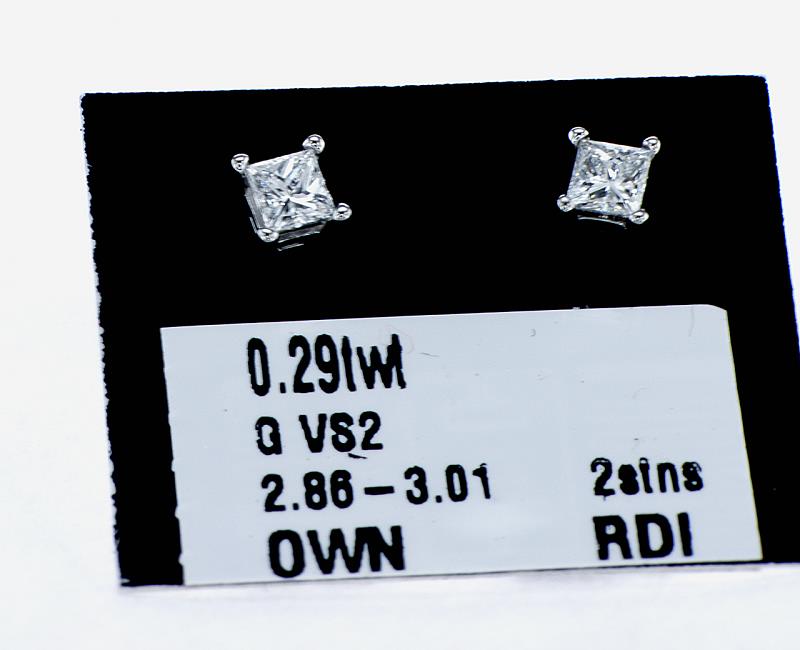 0.29twt
G VS2
2.86-3.01 2stns
OWN RDI